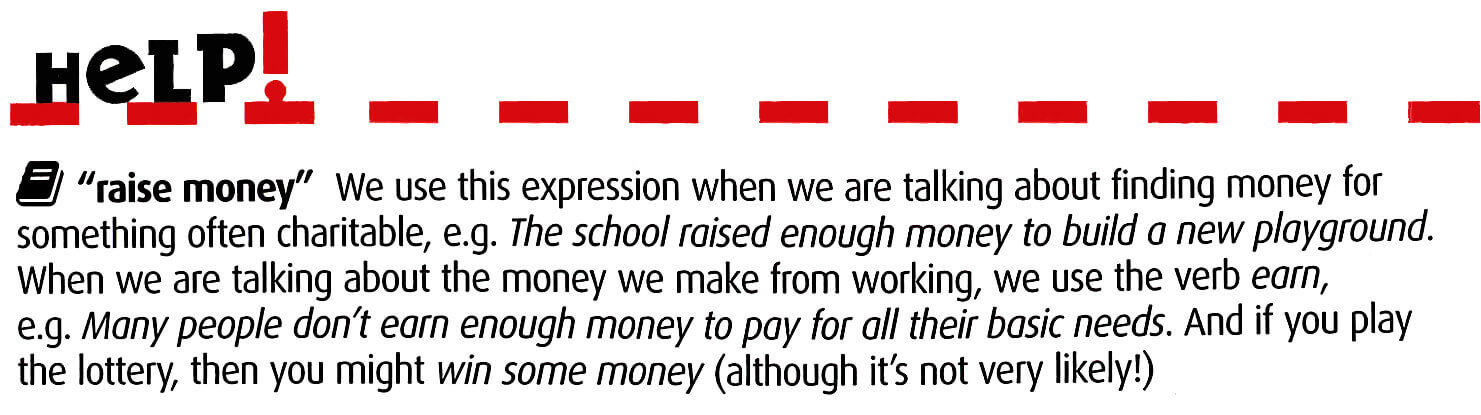 HeLP!
"raise money" We use this expression when we are talking about finding money for
something often charitable, e.g. The school raised enough money to build a new playground.
When we are talking about the money we make from working, we use the verb earn,
e.g. Many people don't earn enough money to pay for all their basic needs. And if you play
the lottery, then you might win some money (although it's not very likely!)